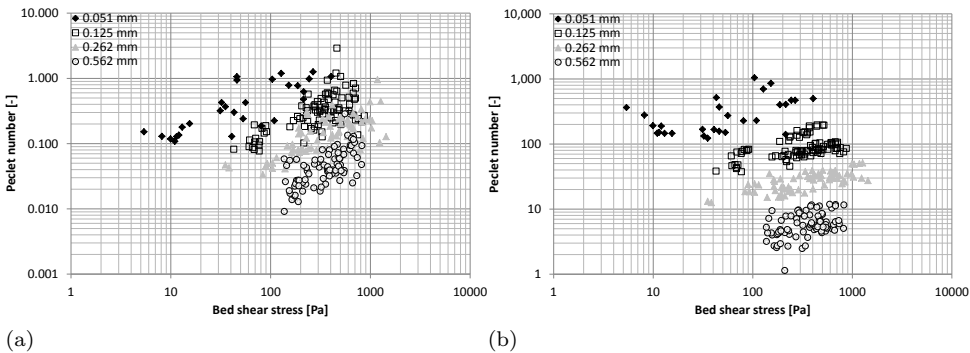 10.000
1.000
0.100
0.010
0.001
Peclet number [-]
0.051 mm
0.125 mm
0.262 mm
0.562 mm
1
10
100
1000
10000
Bed shear stress [Pa]
(a)
10,000
1,000
100
10
1
Peclet number [-]
0.051 mm
0.125 mm
0.262 mm
0.562 mm
1
10
100
1000
10000
Bed shear stress [Pa]
(b)